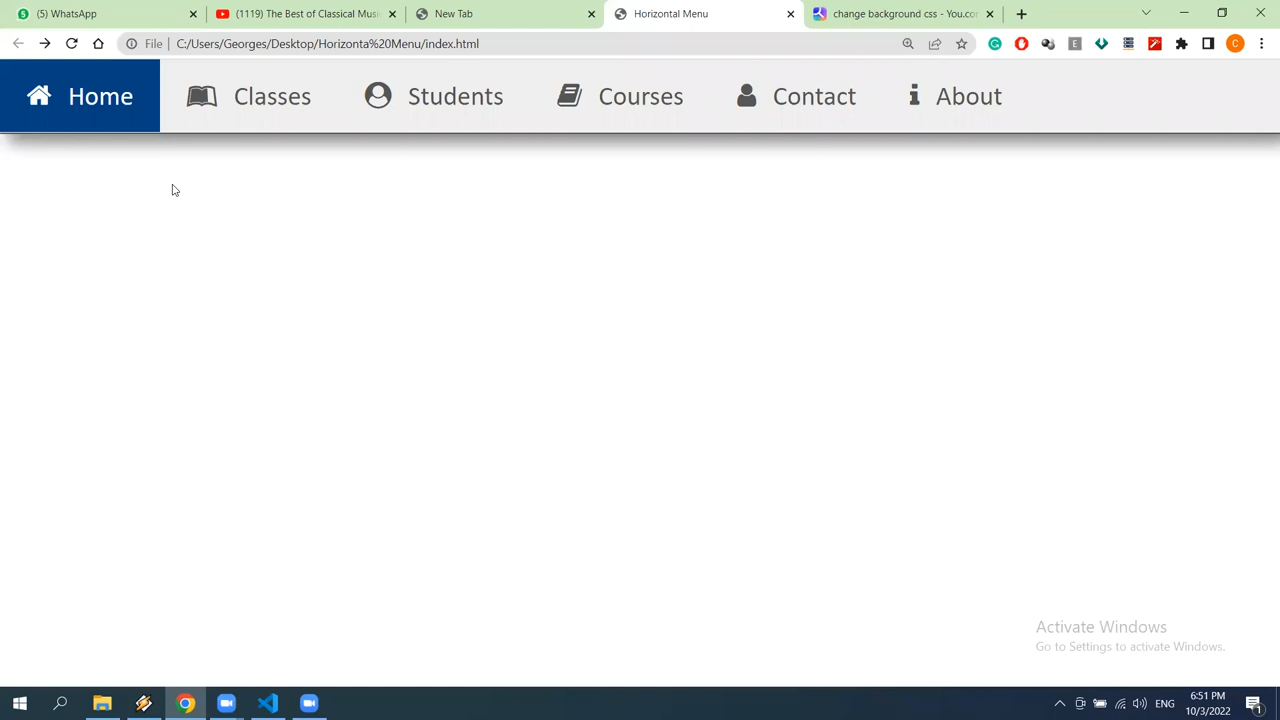 (5) WhatsApp
(1119) The Best of Classical Musi
New Tab
Horizontal Menu
change background css - You.co
File
C:/Users/Georges/Desktop/Horizonta%20Menu/index.html
Home
Classes
Students
Courses
Contact
About
Activate Windows
Go to Settings to activate Windows.
ENG
6:51 PM
10/3/2022